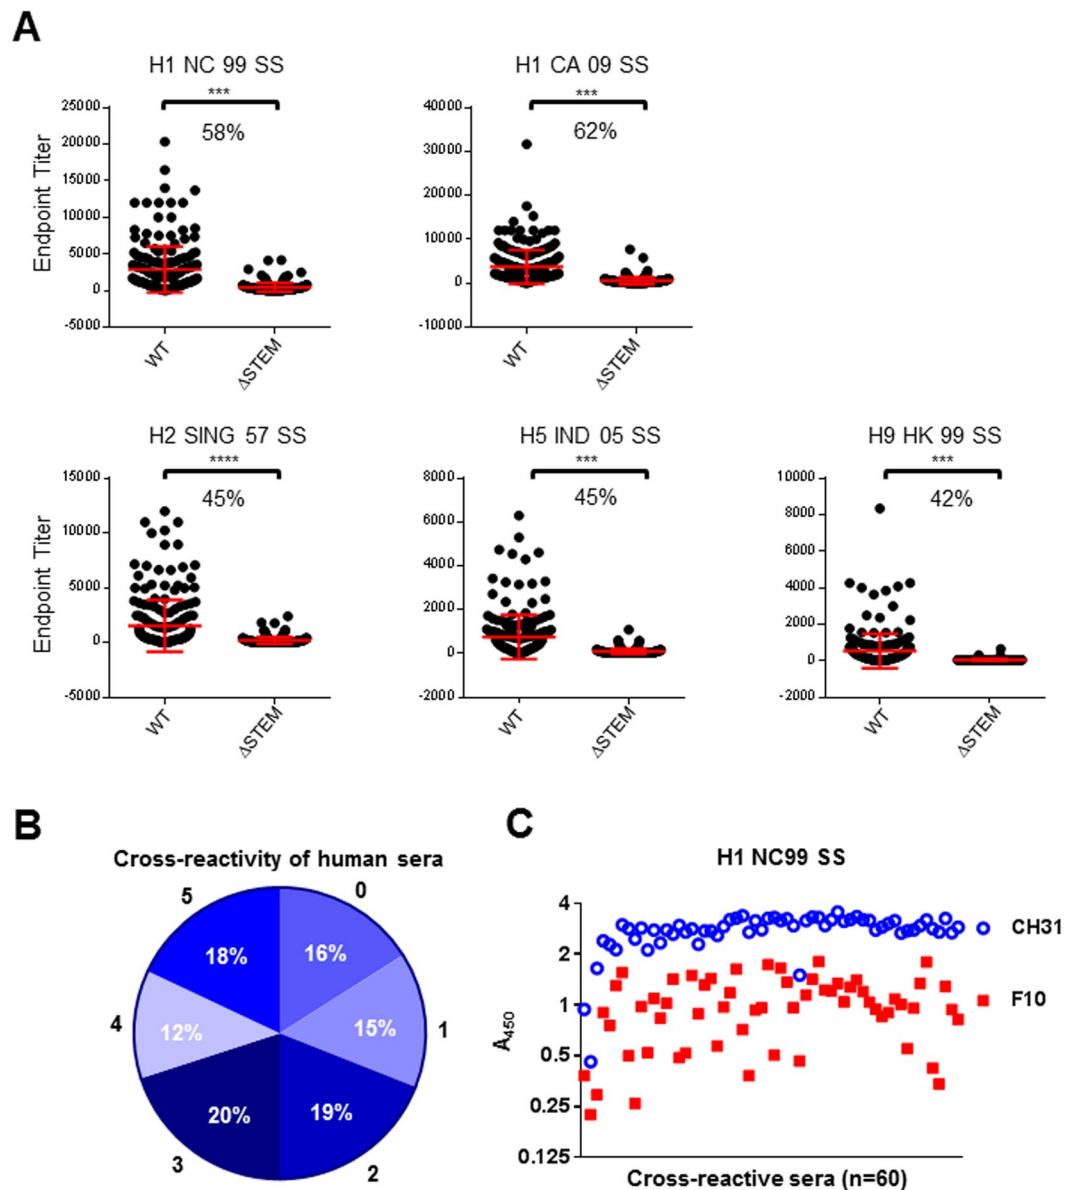 A
H1 NC 99 SS
***
58%
Endpoint Titer
25000
20000
15000
10000
5000
0
-5000
WT
ΔSTEM
H1 CA 09 SS
***
62%
40000
30000
20000
10000
0
-10000
WT
ΔSTEM
H2 SING 57 SS
****
45%
Endpoint Titer
15000
10000
5000
0
-5000
WT
ΔSTEM
H5 IND 05 SS
***
45%
8000
6000
4000
2000
0
-2000
WT
ΔSTEM
H9 HK 99 SS
***
42%
10000
8000
6000
4000
2000
0
-2000
WT
ΔSTEM
B
Cross-reactivity of human sera
5
0
18%
16%
4
12%
15%
1
20%
19%
3
2
C
H1 NC99 SS
A450
4
2
1
0.5
0.25
0.125
CH31
F10
Cross-reactive sera (n=60)